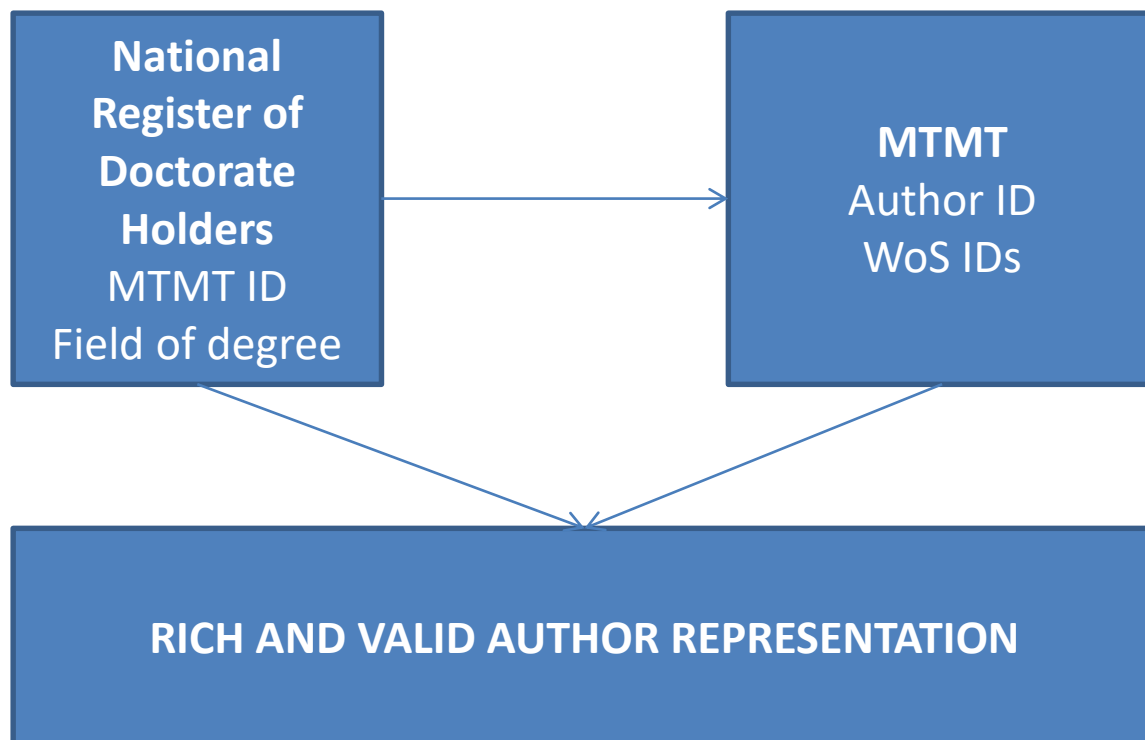 National
Register of
Doctorate
Holders
MTMT ID
Field of degree
MTMT
Author ID
WoS IDs
RICH AND VALID AUTHOR REPRESENTATION